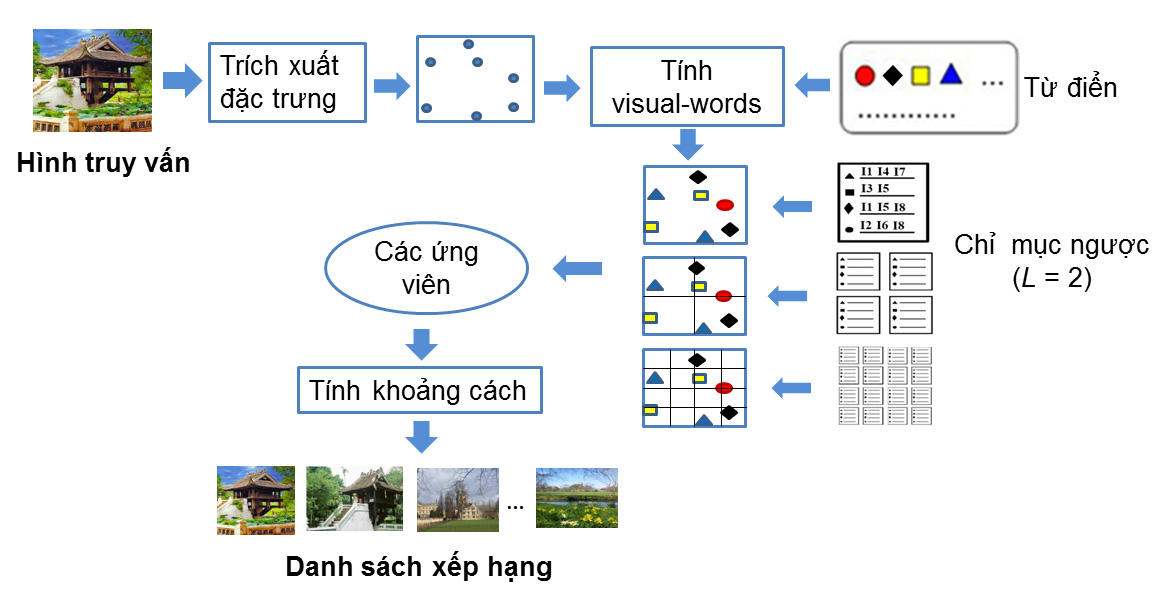 Trích xuất
đặc trưng
Tính
visual-words
...
Từ điển
Hình truy vấn
I1 I4 I7
I3 I5
I1 I5 I8
I2 I6 I8
Chỉ mục ngược
(L = 2)
Các ứng
viên
Tính khoảng cách
...
Danh sách xếp hạng